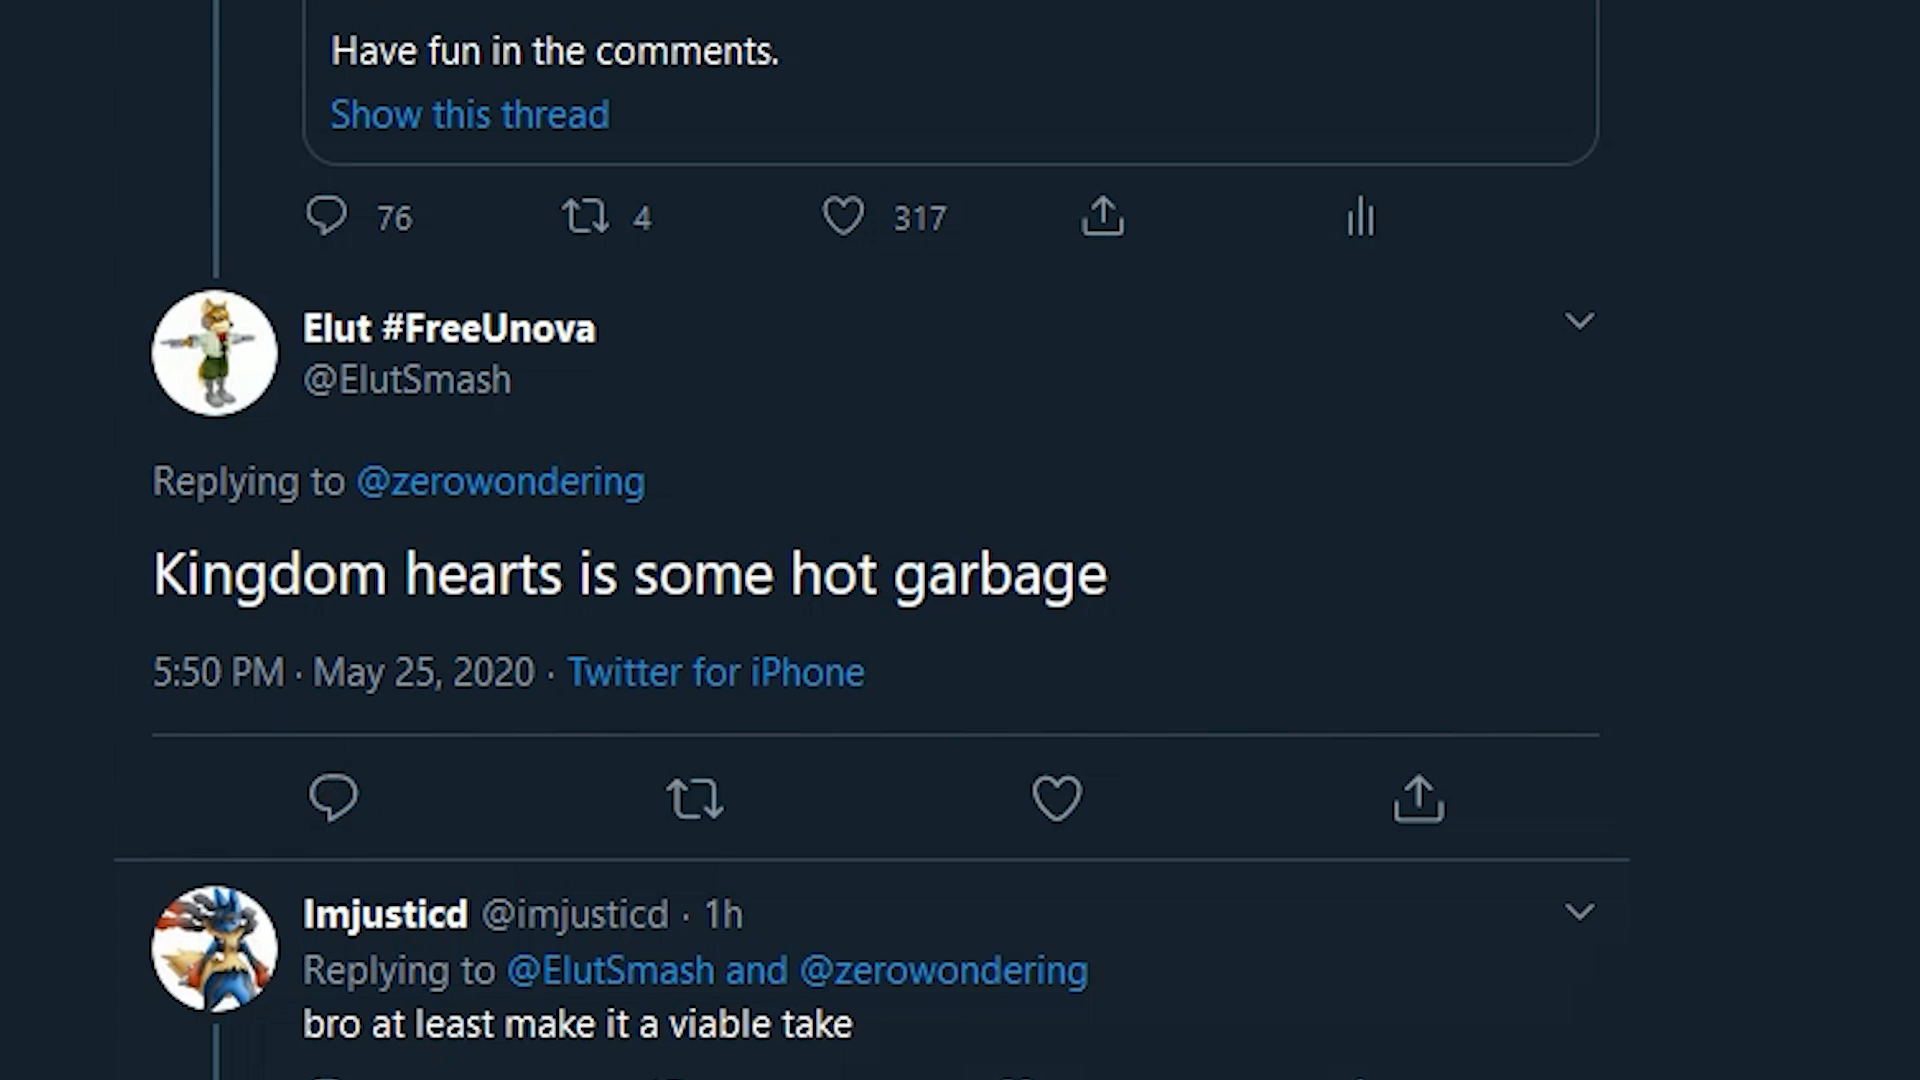 Have fun in the comments.
Show this thread
76 4 317
Elut #FreeUnova
@ElutSmash
Replying to @zerowondering
Kingdom hearts is some hot garbage
5:50 PM · May 25, 2020 · Twitter for iPhone
Imjusticd @imjusticd · 1h
Replying to @ElutSmash and @zerowondering
bro at least make it a viable take